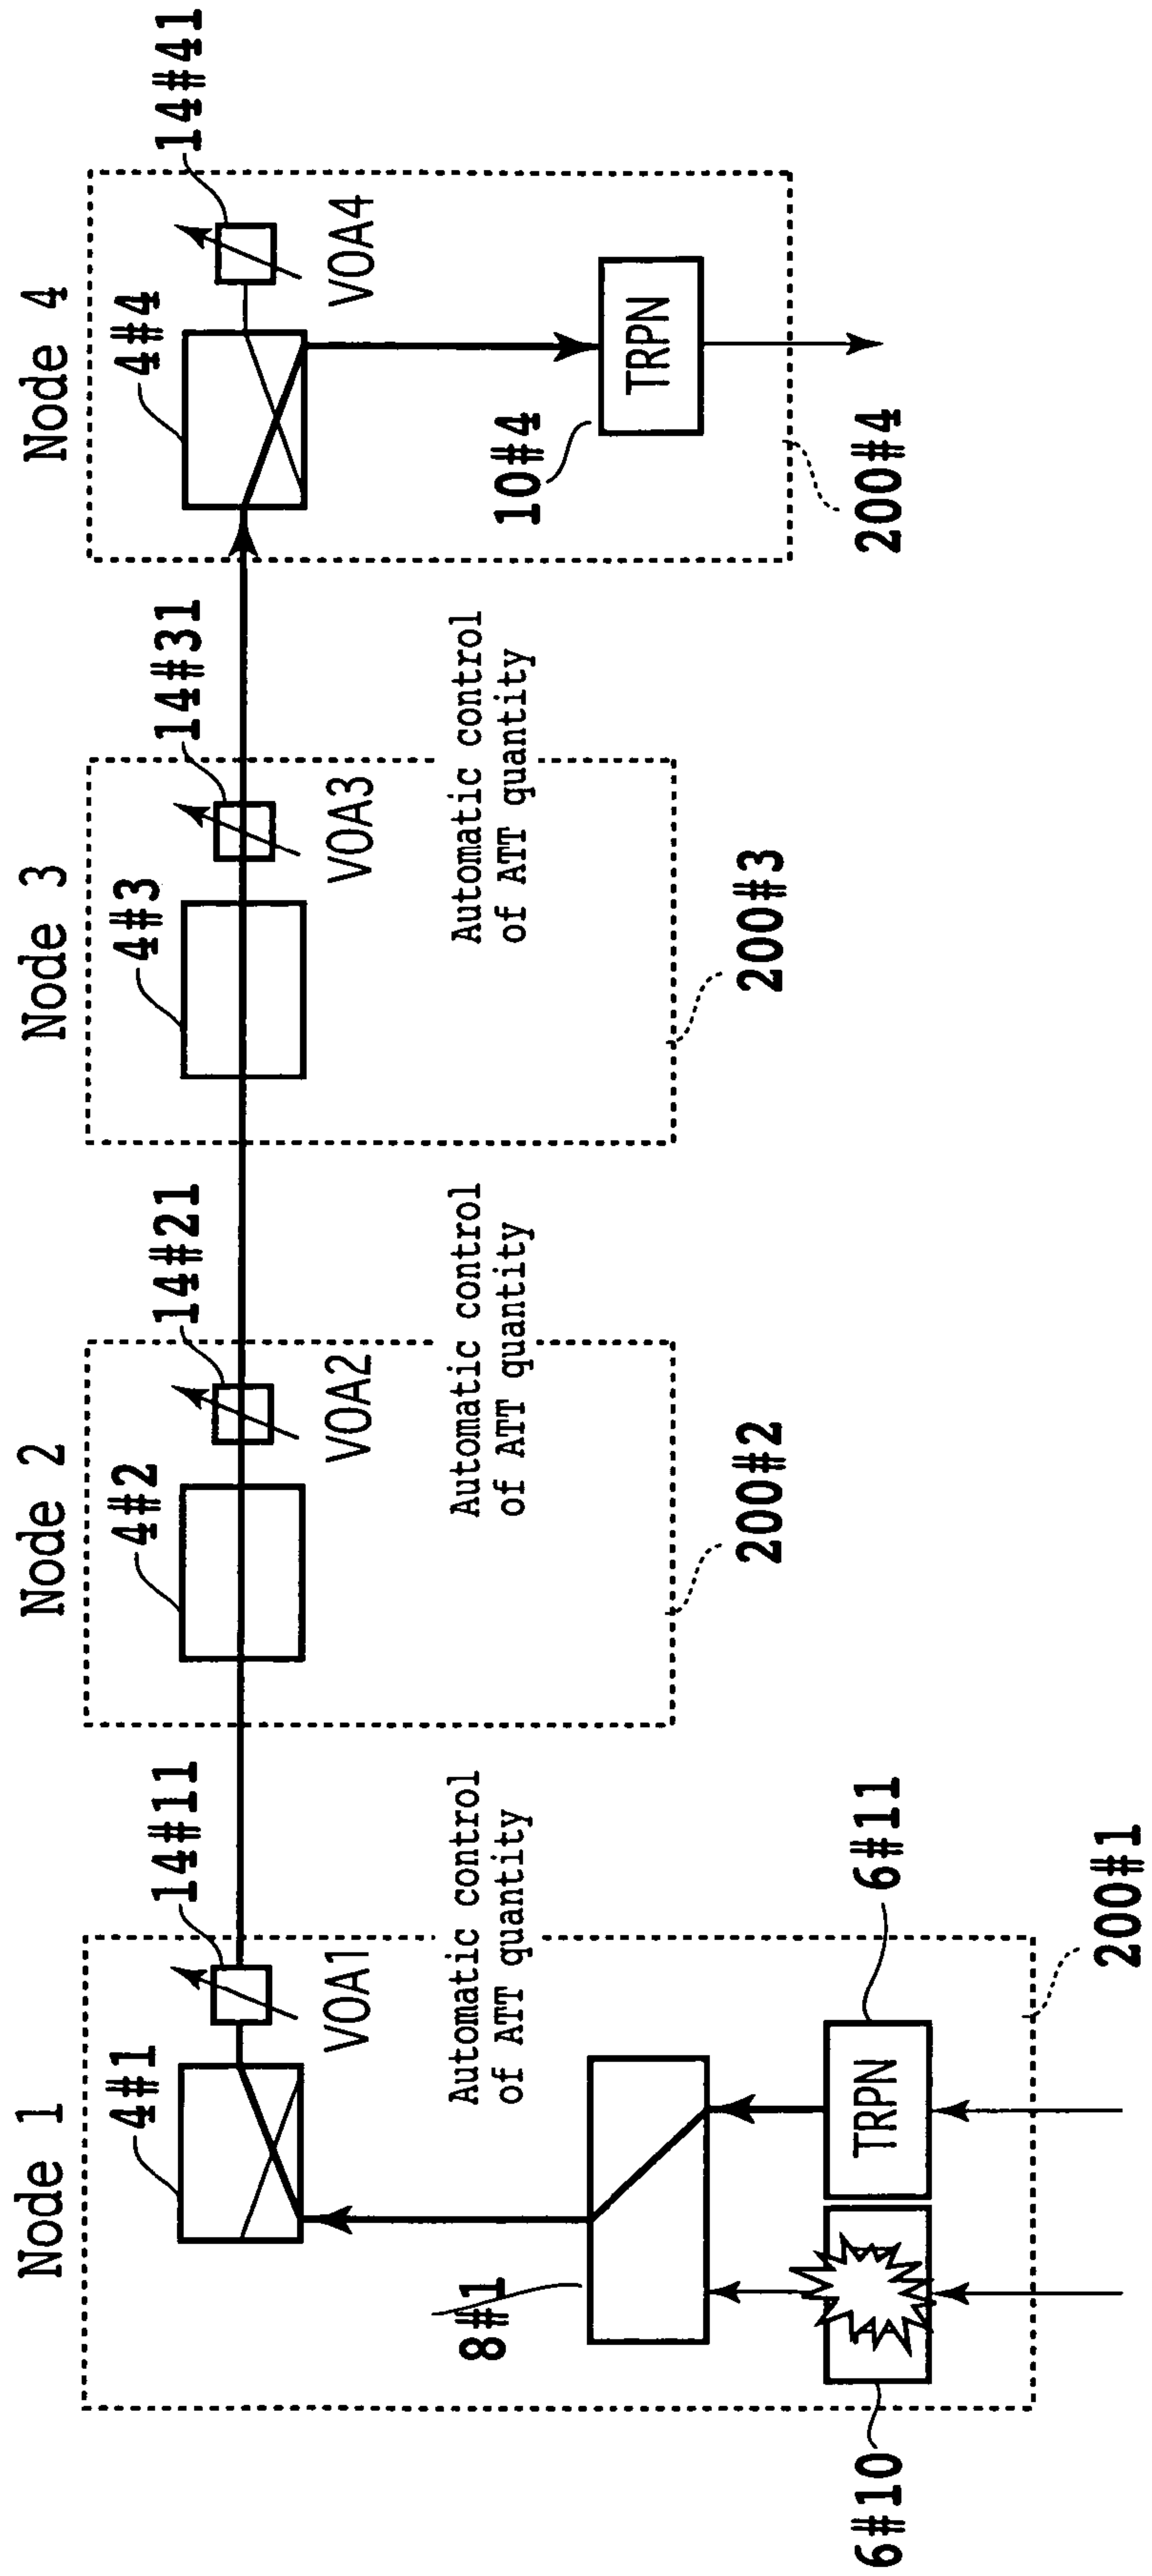 Node 1
4#1
14#11
VOA1
Automatic control
of ATT quantity
8#1
TRPN
6#10
6#11
200#1
Node 2
4#2
14#21
VOA2
Automatic control
of ATT quantity
200#2
Node 3
4#3
14#31
VOA3
Automatic control
of ATT quantity
200#3
Node 4
4#4
14#41
VOA4
10#4
TRPN
200#4